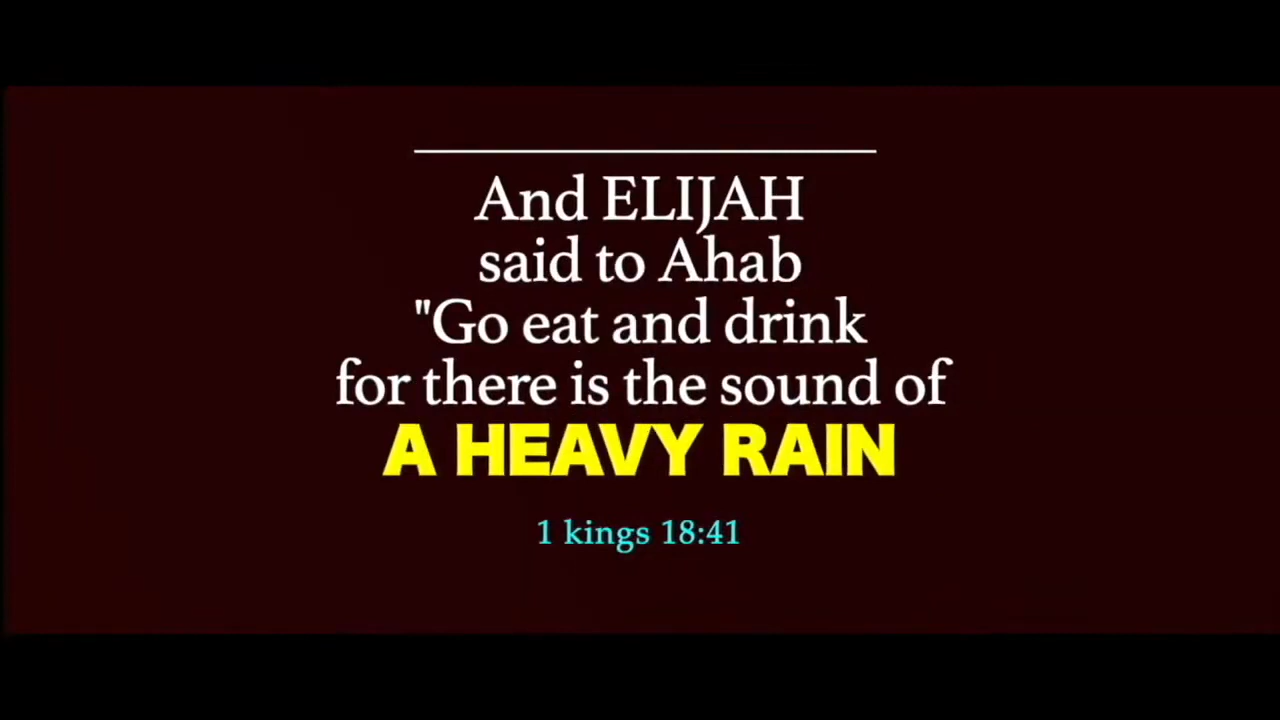 And ELIJAH
said to Ahab
"Go eat and drink
for there is the sound of
A HEAVY RAIN
1 kings 18:41